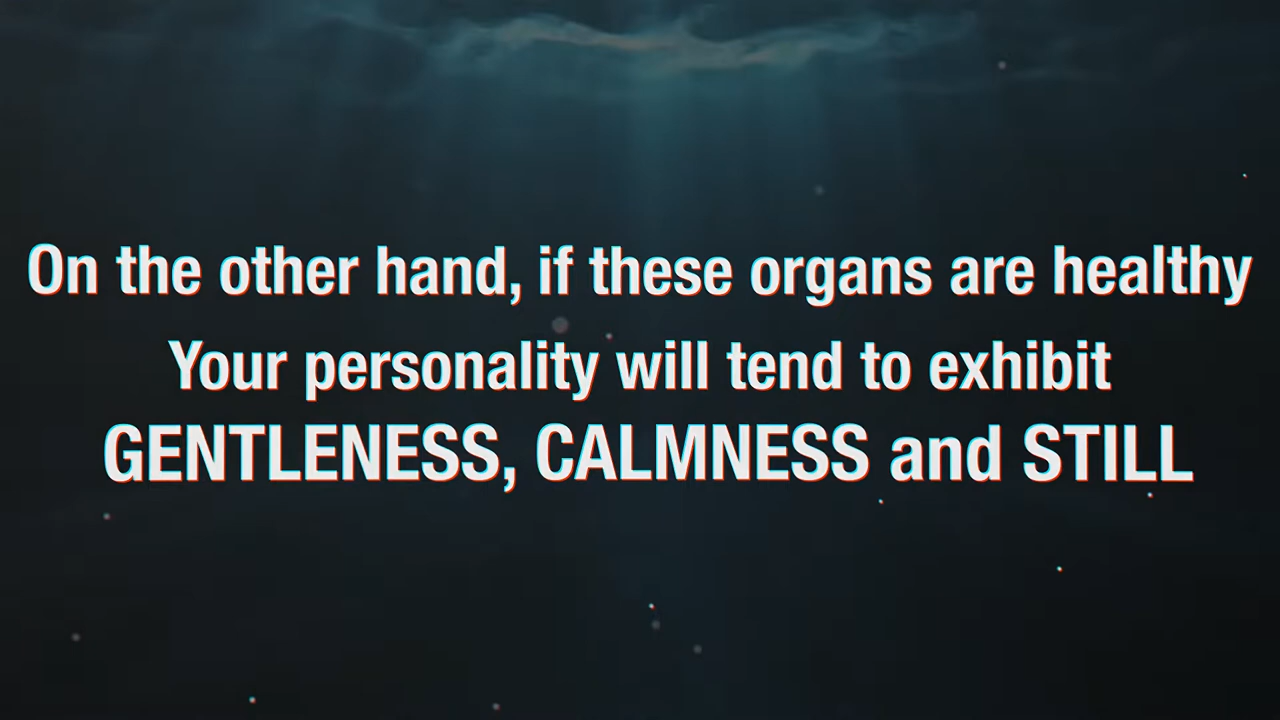 On the other hand, if these organs are healthy
Your personality will tend to exhibit
GENTLENESS, CALMNESS and STILL